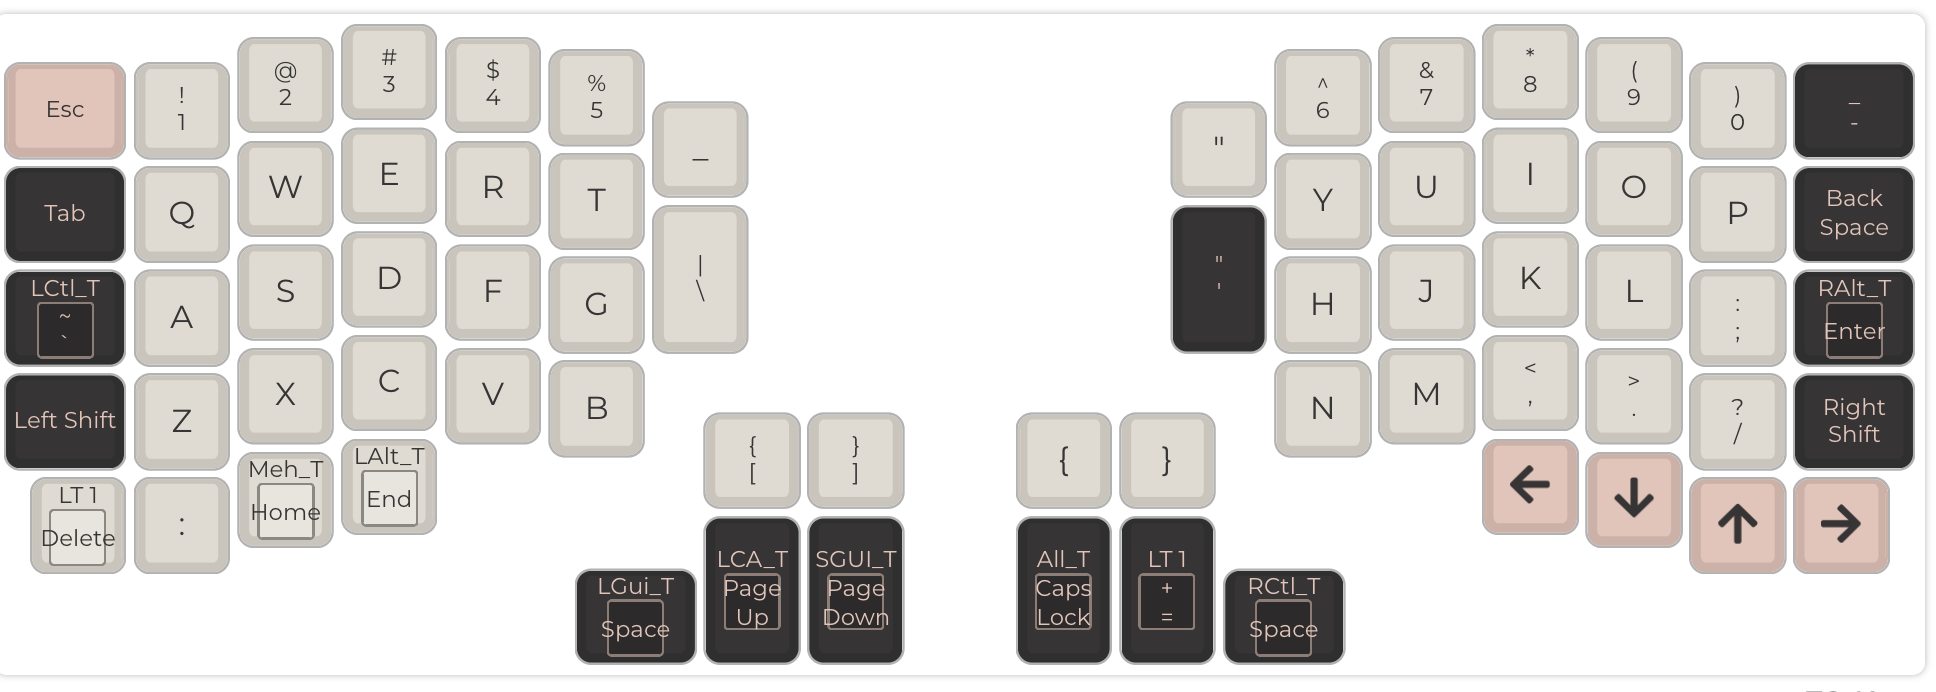 Esc
!
1
@
2
#
3
$
4
%
5
_
"
^
6
&
7
*
8
(
9
)
0
_
-
Tab
Q
W
E
R
T
|
\
"
'
Y
U
I
O
P
Back
Space
LCtl_T
~
`
A
S
D
F
G
H
J
K
L
:
;
RAlt_T
Enter
Left Shift
Z
X
C
V
B
{
[
}
]
{
}
N
M
<
,
>
.
?
/
Right
Shift
LT 1
Delete
:
Meh_T
Home
LAlt_T
End
LGui_T
Space
LCA_T
Page
Up
SGUI_T
Page
Down
All_T
Caps
Lock
LT 1
+
=
RCtl_T
Space